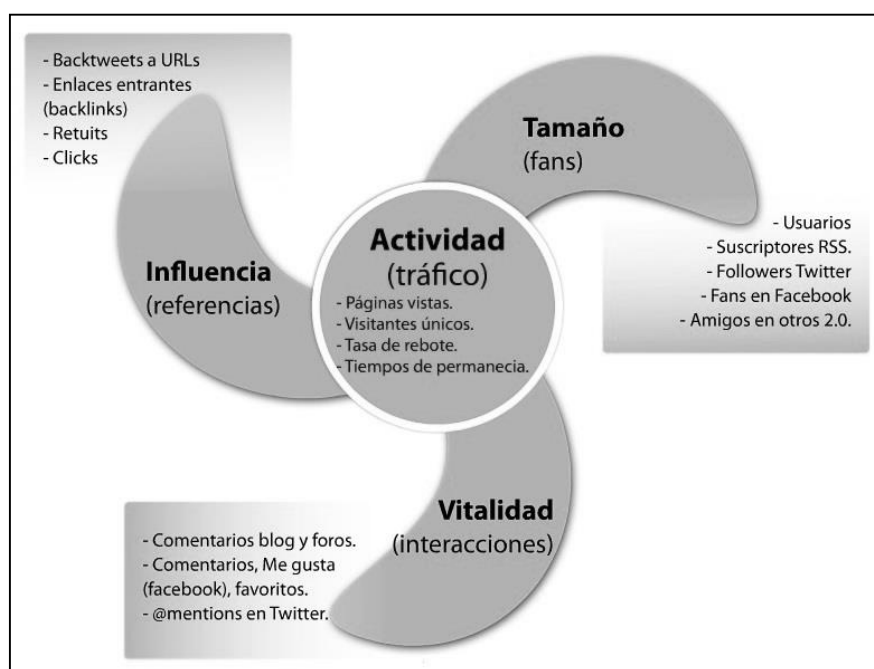 - Backtweets a URLs
- Enlaces entrantes
(backlinks)
- Retuits
- Clicks
Tamaño
(fans)
- Usuarios
- Suscriptores RSS.
- Followers Twitter
- Fans en Facebook
- Amigos en otros 2.0.
Influencia
(referencias)
Actividad
(tráfico)
- Páginas vistas.
- Visitantes únicos.
- Tasa de rebote.
- Tiempos de permanecia.
Vitalidad
(interacciones)
- Comentarios blog y foros.
- Comentarios, Me gusta
(facebook), favoritos.
- @mentions en Twitter.